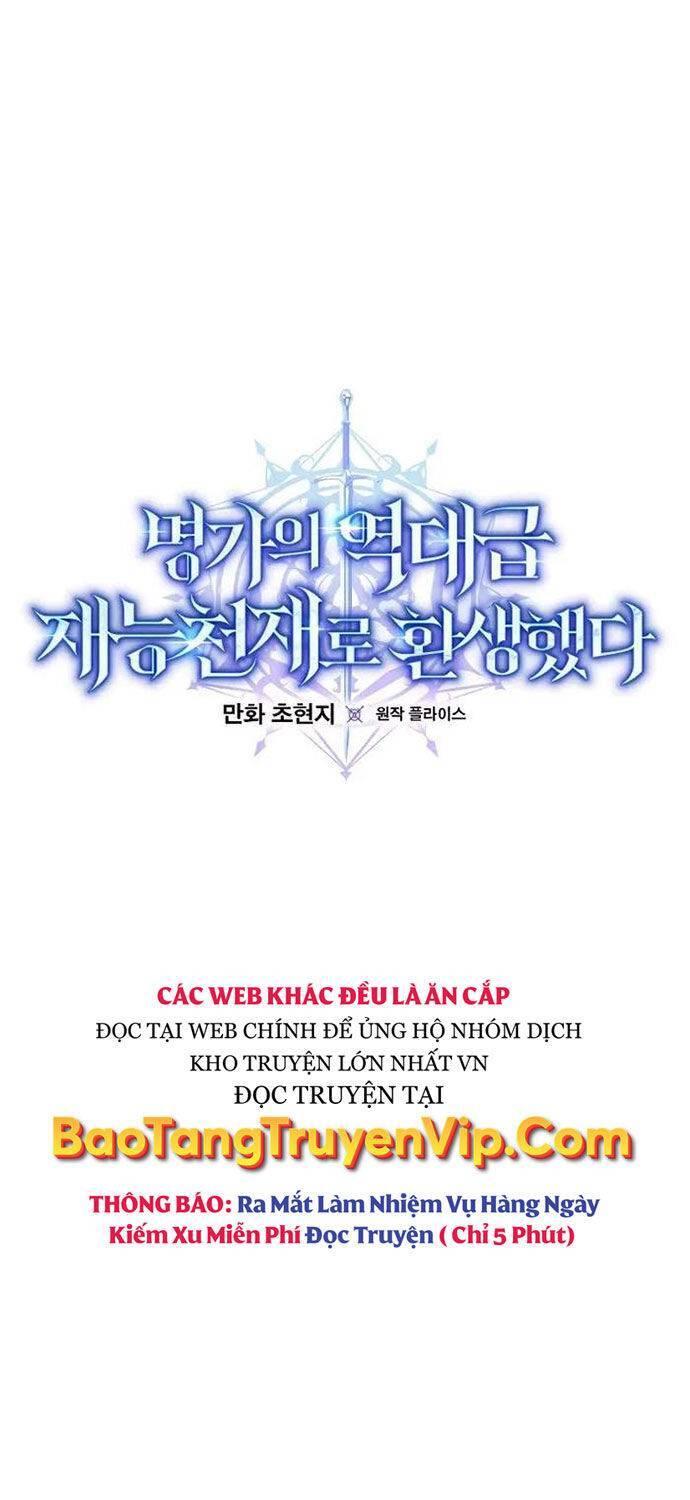 명가의 역대급
재능천재로 환생했다
만화 초현지 원작 플라이스
CÁC WEB KHÁC ĐỀU LÀ ĂN CẮP
ĐỌC TẠI WEB CHÍNH ĐỂ ỦNG HỘ NHÓM DỊCH
KHO TRUYỆN LỚN NHẤT VN
ĐỌC TRUYỆN TẠI
BaoTangTruyenVip.Com
THÔNG BÁO: Ra Mắt Làm Nhiệm Vụ Hàng Ngày
Kiếm Xu Miễn Phí Đọc Truyện ( Chỉ 5 Phút)